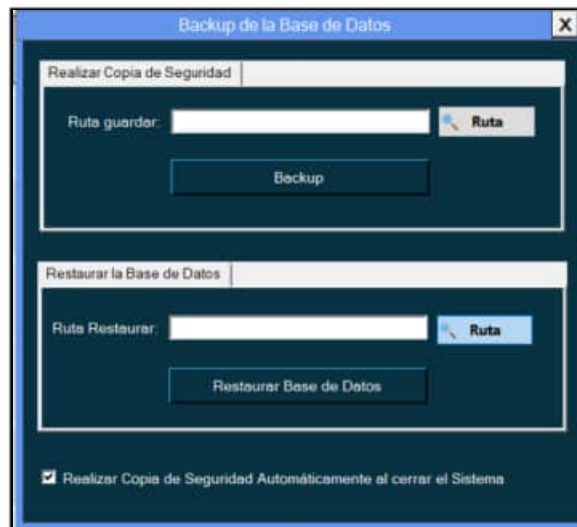 Backup de la Base de Datos X
Realizar Copia de Seguridad
Ruta guardar: Ruta
Backup
Restaurar la Base de Datos
Ruta Restaurar: Ruta
Restaurar Base de Datos
Realizar Copia de Seguridad Automáticamente al cerrar el Sistema